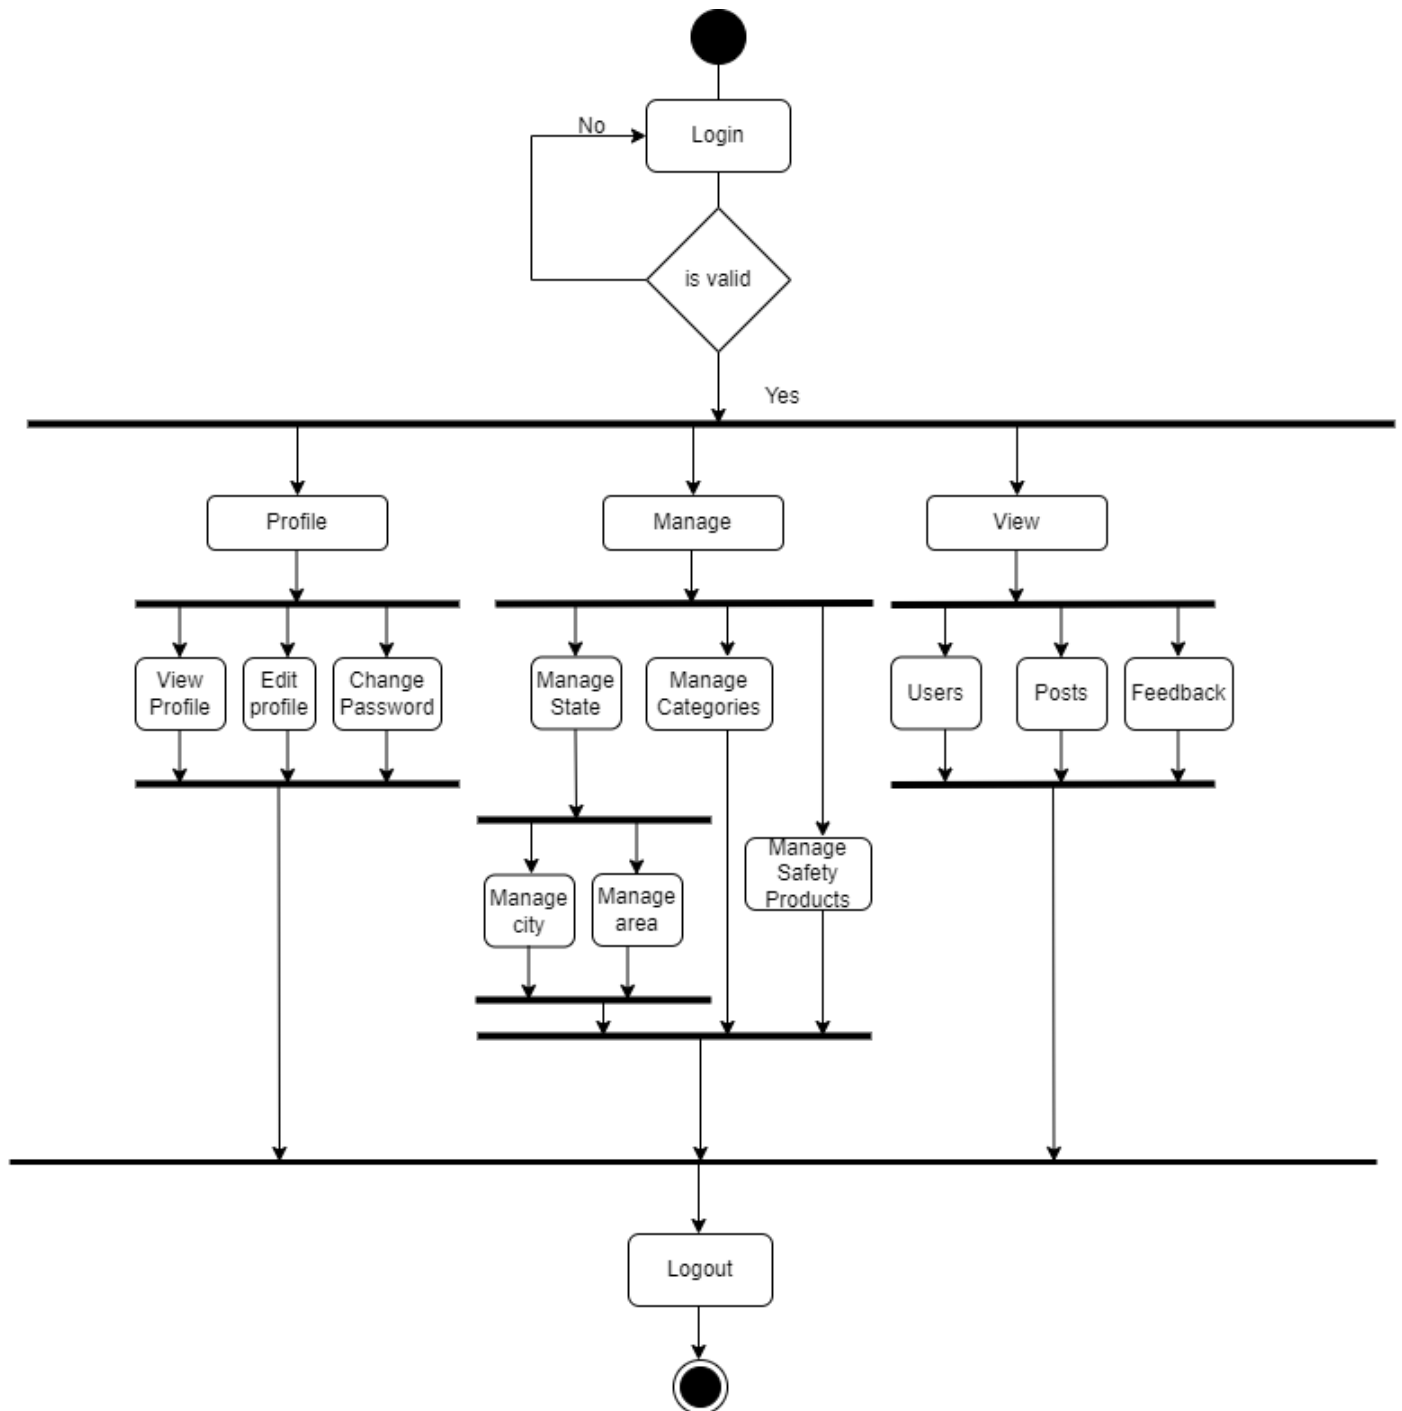 No
Login
is valid
Yes
Profile
Manage
View
View
Profile
Edit
profile
Change
Password
Manage
State
Manage
Categories
Users
Posts
Feedback
Manage
city
Manage
area
Manage
Safety
Products
Logout